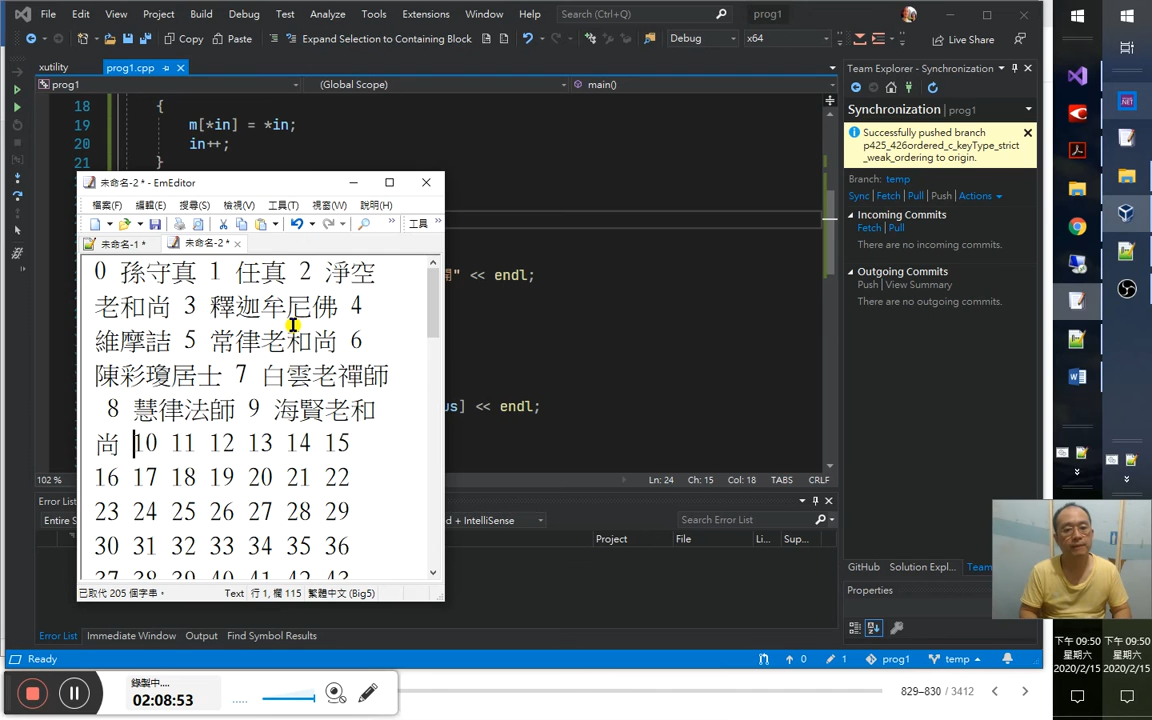 File Edit View Project Build Debug Test Analyze Tools Extensions Window Help Search (Ctrl+Q) prog1
Copy Paste Expand Selection to Containing Block Debug x64 Live Share
xutility prog1.cpp
prog1 (Global Scope) main()
18 {
19 m[*in] = *in;
20 in++;
21 }
" << endl;
us] << endl;
102 % Ln: 24 Ch: 15 Col: 18 TABS CRLF
未命名-2 * - EmEditor
檔案(F) 編輯(E) 搜尋(S) 檢視(V) 工具(T) 視窗(W) 說明(H)
工具
未命名-1 * 未命名-2 *
0 孫守真 1 任真 2 淨空
老和尚 3 釋迦牟尼佛 4
維摩詰 5 常律老和尚 6
陳彩瓊居士 7 白雲老禪師
8 慧律法師 9 海賢老和
尚 10 11 12 13 14 15
16 17 18 19 20 21 22
23 24 25 26 27 28 29
30 31 32 33 34 35 36
37 38 39 40 41 42 43
已取代 205 個字串。 Text 行 1, 欄 115 繁體中文 (Big5)
Error List
Entire S
d + IntelliSense Search Error List
Project File Li... Sup...
Error List Immediate Window Output Find Symbol Results
Team Explorer - Synchronization
Synchronization prog1
Successfully pushed branch
p425_426ordered_c_keyType_strict
_weak_ordering to origin.
Branch: temp
Sync Fetch Pull Push Actions
Incoming Commits
Fetch Pull
There are no incoming commits.
Outgoing Commits
Push View Summary
There are no outgoing commits.
GitHub Solution Expl... Team
Properties
Ready 0 1 prog1 temp
錄製中....
02:08:53
829–830 / 3412
下午 09:50 下午 09:50
星期六 星期六
2020/2/15 2020/2/15